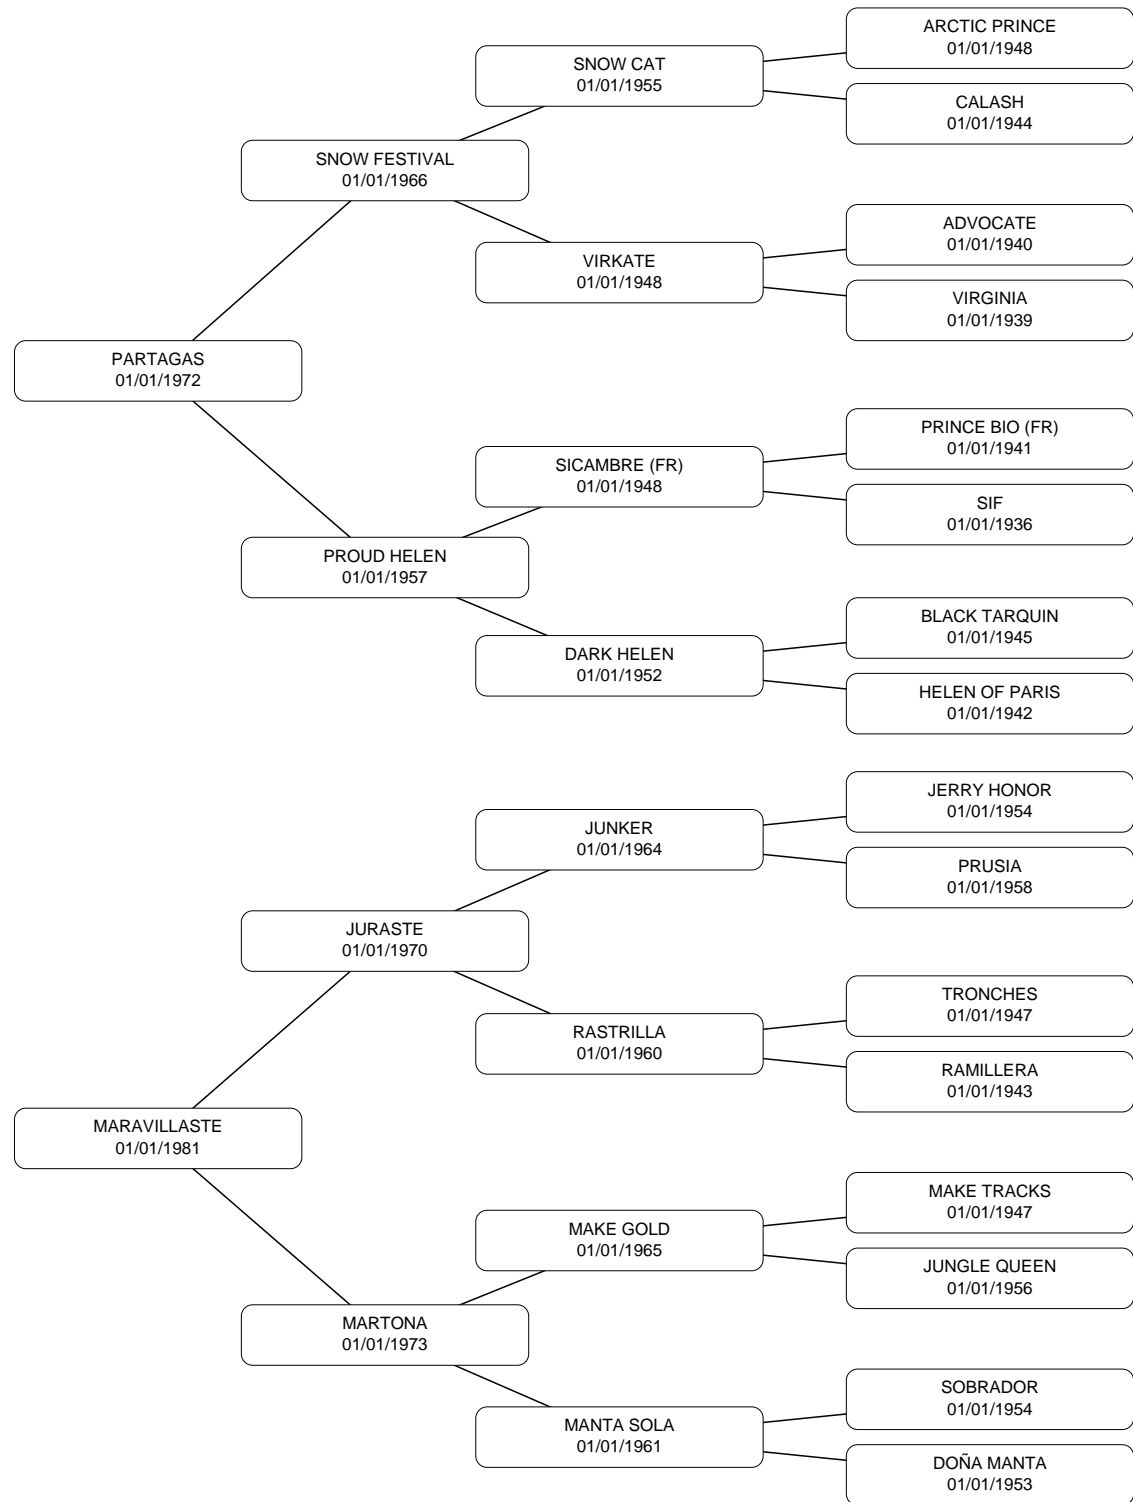 ARCTIC PRINCE
01/01/1948
SNOW CAT
01/01/1955
CALASH
01/01/1944
SNOW FESTIVAL
01/01/1966
ADVOCATE
01/01/1940
VIRKATE
01/01/1948
VIRGINIA
01/01/1939
PARTAGAS
01/01/1972
PRINCE BIO (FR)
01/01/1941
SICAMBRE (FR)
01/01/1948
SIF
01/01/1936
PROUD HELEN
01/01/1957
BLACK TARQUIN
01/01/1945
DARK HELEN
01/01/1952
HELEN OF PARIS
01/01/1942
JERRY HONOR
01/01/1954
JUNKER
01/01/1964
PRUSIA
01/01/1958
JURASTE
01/01/1970
TRONCHES
01/01/1947
RASTRILLA
01/01/1960
RAMILLERA
01/01/1943
MARAVILLASTE
01/01/1981
MAKE TRACKS
01/01/1947
MAKE GOLD
01/01/1965
JUNGLE QUEEN
01/01/1956
MARTONA
01/01/1973
SOBRADOR
01/01/1954
MANTA SOLA
01/01/1961
DOÑA MANTA
01/01/1953